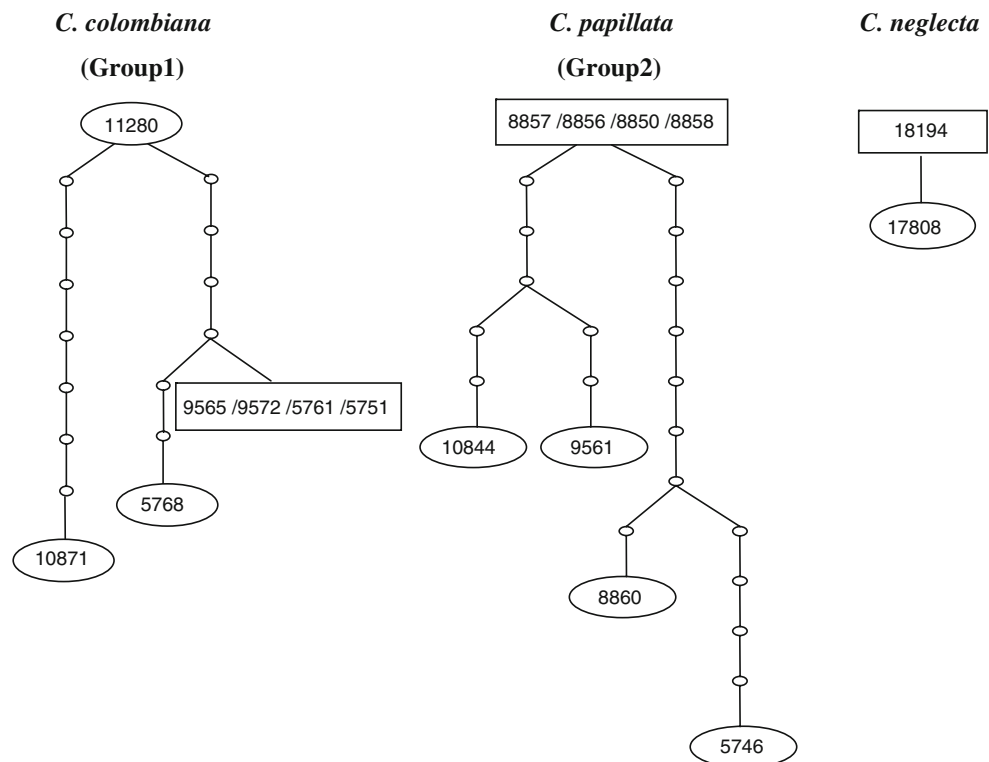 C. colombiana
(Group1)
C. papillata
(Group2)
C. neglecta
11280
8857 /8856 /8850 /8858
18194
17808
9565 /9572 /5761 /5751
10844
9561
5768
10871
8860
5746